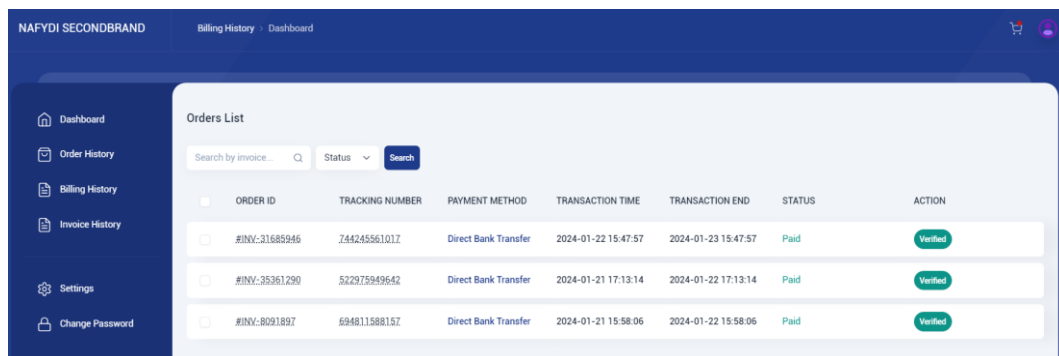 NAFYDI SECONDBRAND
Billing History > Dashboard
Dashboard
Order History
Billing History
Invoice History
Settings
Change Password
Orders List
Search by invoice... Status Search
ORDER ID TRACKING NUMBER PAYMENT METHOD TRANSACTION TIME TRANSACTION END STATUS ACTION
#INV-31685946 744245561017 Direct Bank Transfer 2024-01-22 15:47:57 2024-01-23 15:47:57 Paid Verified
#INV-35361290 522975949642 Direct Bank Transfer 2024-01-21 17:13:14 2024-01-22 17:13:14 Paid Verified
#INV-8091897 694811588157 Direct Bank Transfer 2024-01-21 15:58:06 2024-01-22 15:58:06 Paid Verified